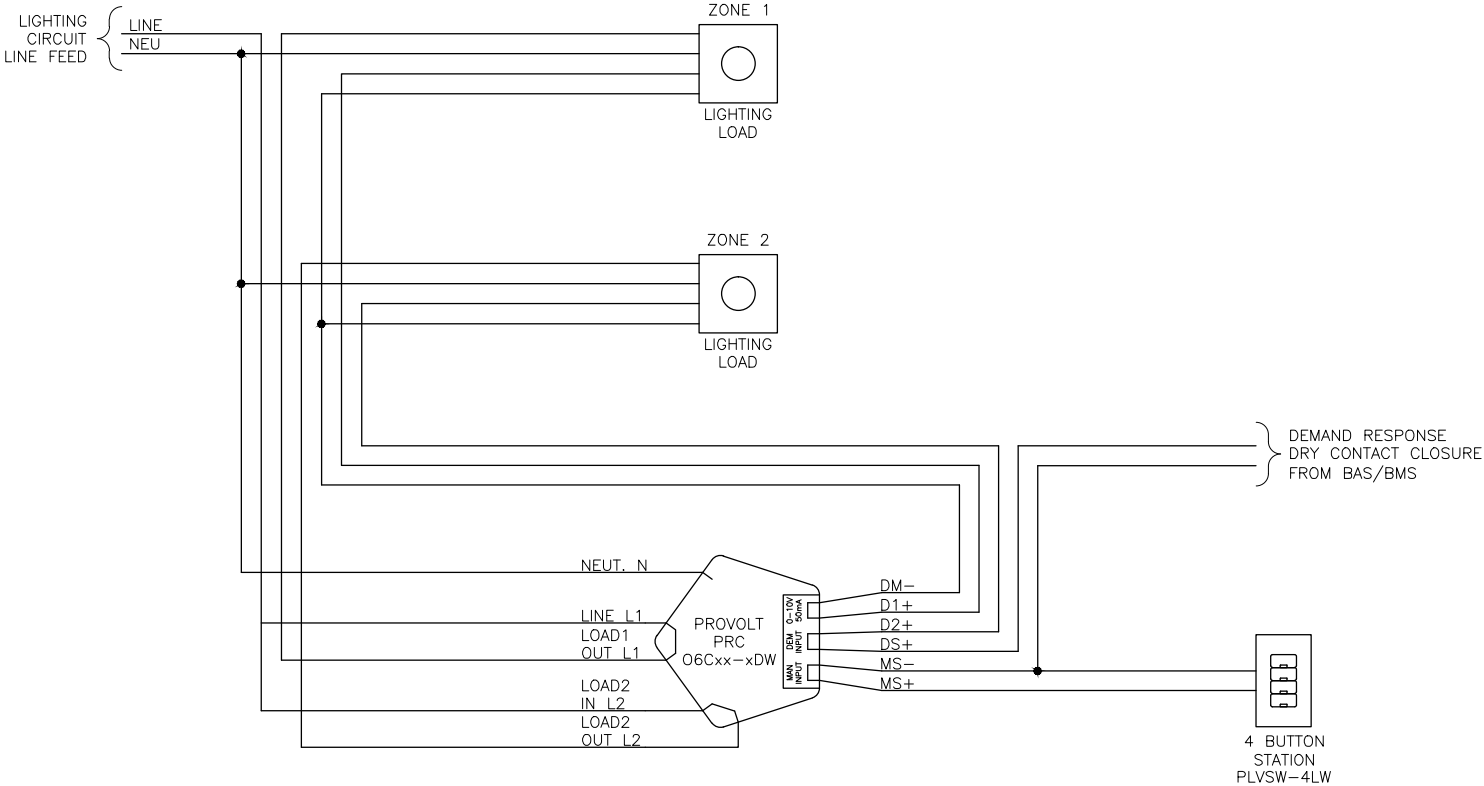 LIGHTING
CIRCUIT
LINE FEED
LINE
NEU
ZONE 1
LIGHTING
LOAD
ZONE 2
LIGHTING
LOAD
DEMAND RESPONSE
DRY CONTACT CLOSURE
FROM BAS/BMS
NEUT. N
LINE L1
LOAD1
OUT L1
LOAD2
IN L2
LOAD2
OUT L2
PROVOLT
PRC
O6Cxx-xDW
0-10V
50mA
DEM
INPUT
MAN
INPUT
DM-
D1+
D2+
DS+
MS-
MS+
4 BUTTON
STATION
PLVSW-4LW